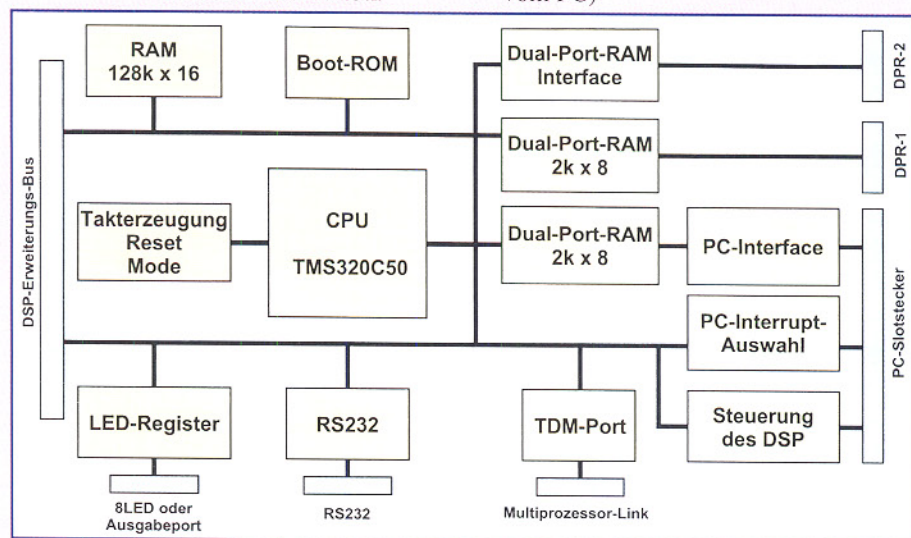 vom PC)
RAM
128k x 16
Boot-ROM
Dual-Port-RAM
Interface
DPR-2
Dual-Port-RAM
2k x 8
DPR-1
DSP-Erweiterungs-Bus
Takterzeugung
Reset
Mode
CPU
TMS320C50
Dual-Port-RAM
2k x 8
PC-Interface
PC-Slotstecker
PC-Interrupt-
Auswahl
LED-Register
RS232
TDM-Port
Steuerung
des DSP
8LED oder
Ausgabeport
RS232
Multiprozessor-Link